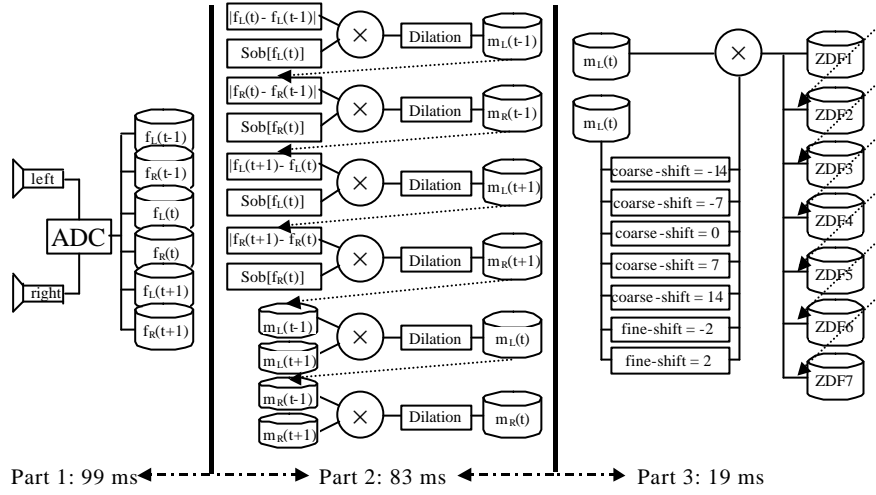 left
right
ADC
f_L(t-1)
f_R(t-1)
f_L(t)
f_R(t)
f_L(t+1)
f_R(t+1)
|f_L(t)- f_L(t-1)|
Sob[f_L(t)]
Dilation
m_L(t-1)
|f_R(t)- f_R(t-1)|
Sob[f_R(t)]
Dilation
m_R(t-1)
|f_L(t+1)- f_L(t)
Sob[f_L(t)]
Dilation
m_L(t+1)
|f_R(t+1)- f_R(t)
Sob[f_R(t)]
Dilation
m_R(t+1)
m_L(t-1)
m_L(t+1)
Dilation
m_L(t)
m_R(t-1)
m_R(t+1)
Dilation
m_R(t)
m_L(t)
m_L(t)
coarse-shift = -14
coarse-shift = -7
coarse-shift = 0
coarse-shift = 7
coarse-shift = 14
fine-shift = -2
fine-shift = 2
ZDF1
ZDF2
ZDF3
ZDF4
ZDF5
ZDF6
ZDF7
Part 1: 99 ms
Part 2: 83 ms
Part 3: 19 ms